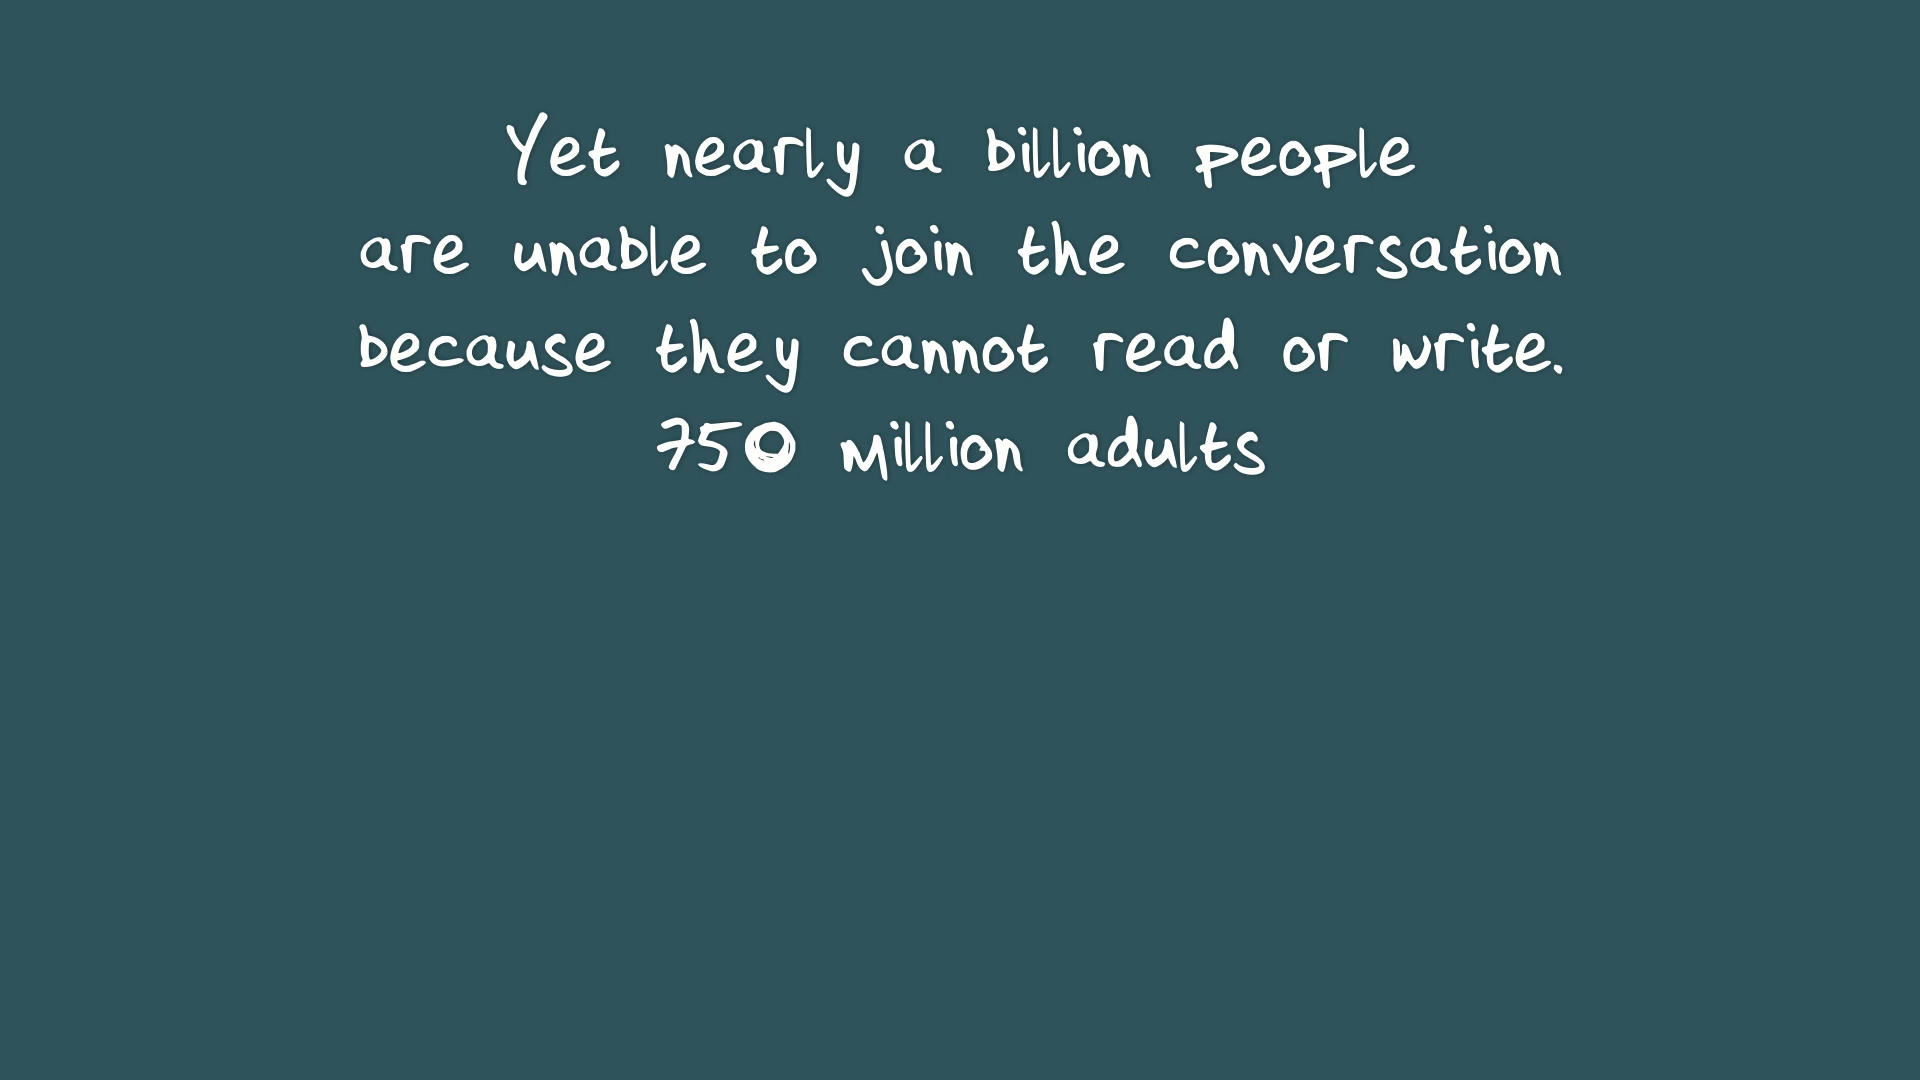 Yet nearly a billion people
are unable to join the conversation
because they cannot read or write.
750 million adults